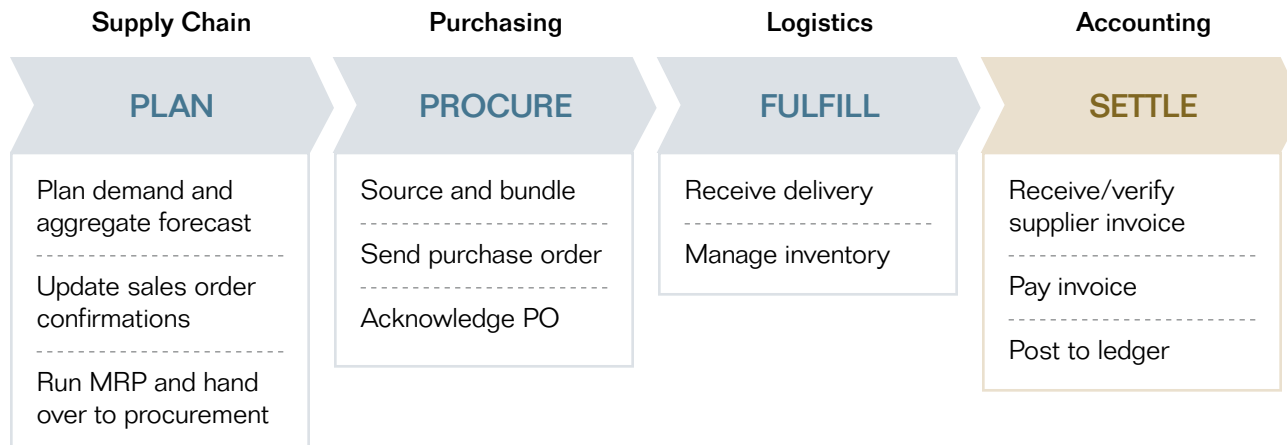 Supply Chain
PLAN
Plan demand and
aggregate forecast
Update sales order
confirmations
Run MRP and hand
over to procurement
Purchasing
PROCURE
Source and bundle
Send purchase order
Acknowledge PO
Logistics
FULFILL
Receive delivery
Manage inventory
Accounting
SETTLE
Receive/verify
supplier invoice
Pay invoice
Post to ledger